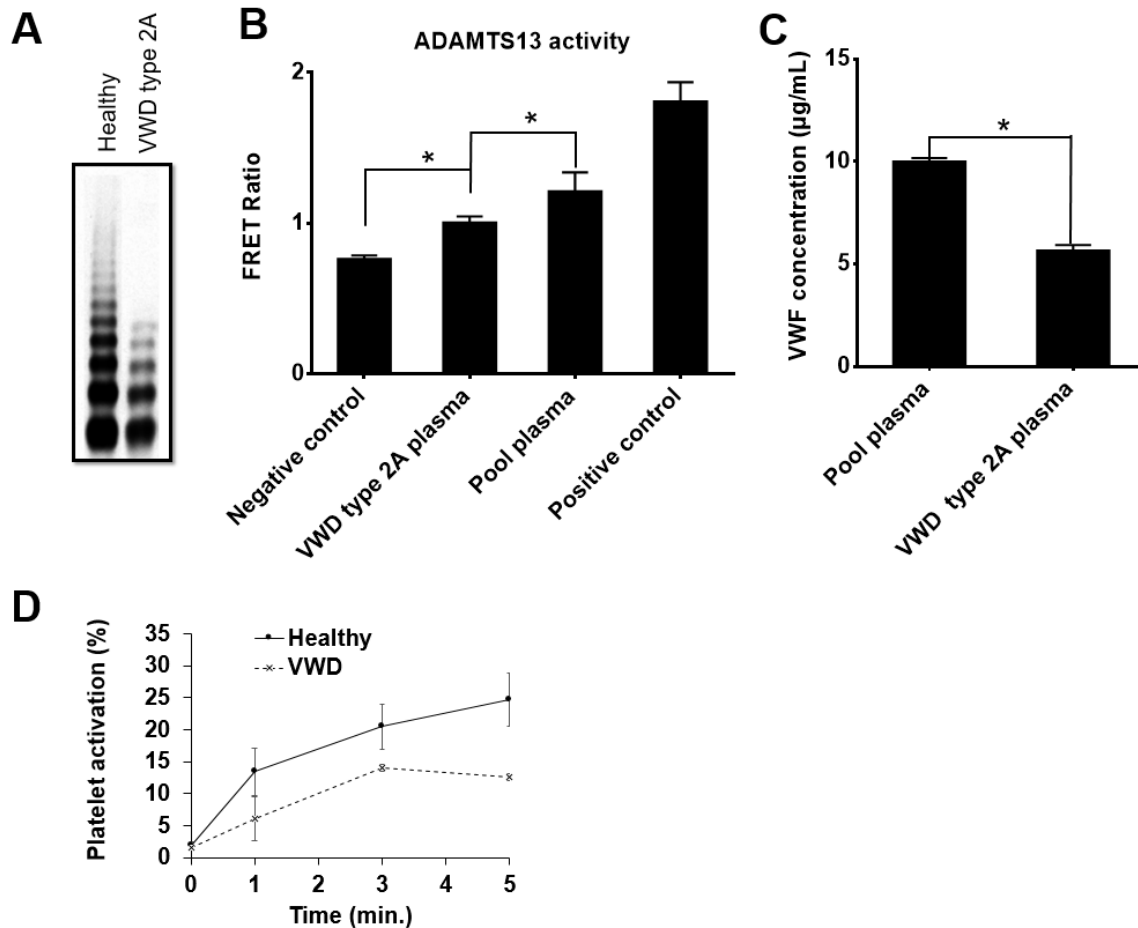 A
Healthy
VWD type 2A
B
ADAMTS13 activity
FRET Ratio
2
1
0
*
*
Negative control
VWD type 2A plasma
Pool plasma
Positive control
C
VWF concentration (µg/mL)
15
10
5
0
*
Pool plasma
VWD type 2A plasma
D
Platelet activation (%)
35
30
25
20
15
10
5
0
Healthy
VWD
0 1 2 3 4 5
Time (min.)